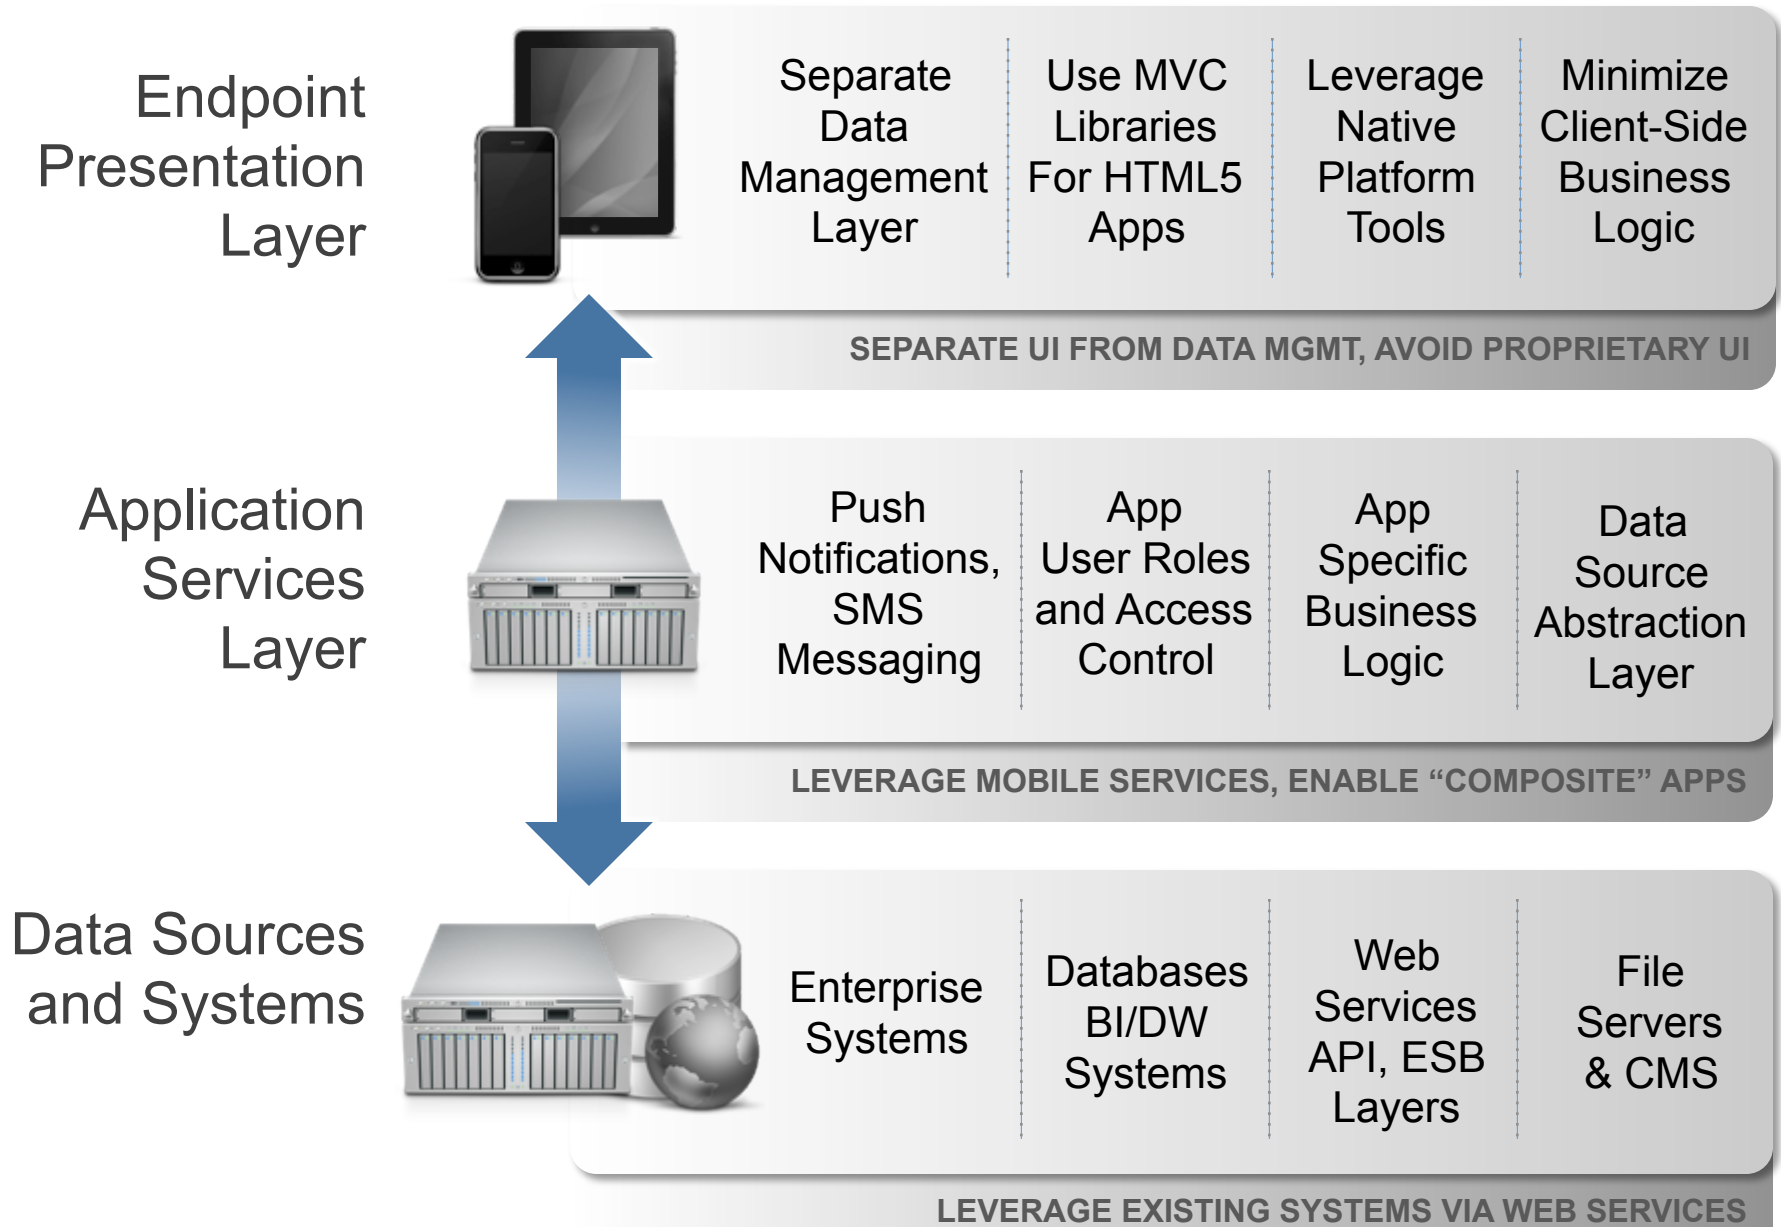 Endpoint
Presentation
Layer
Separate
Data
Management
Layer
Use MVC
Libraries
For HTML5
Apps
Leverage
Native
Platform
Tools
Minimize
Client-Side
Business
Logic
SEPARATE UI FROM DATA MGMT, AVOID PROPRIETARY UI
Application
Services
Layer
Push
Notifications,
SMS
Messaging
App
User Roles
and Access
Control
App
Specific
Business
Logic
Data
Source
Abstraction
Layer
LEVERAGE MOBILE SERVICES, ENABLE “COMPOSITE” APPS
Data Sources
and Systems
Enterprise
Systems
Databases
BI/DW
Systems
Web
Services
API, ESB
Layers
File
Servers
& CMS
LEVERAGE EXISTING SYSTEMS VIA WEB SERVICES